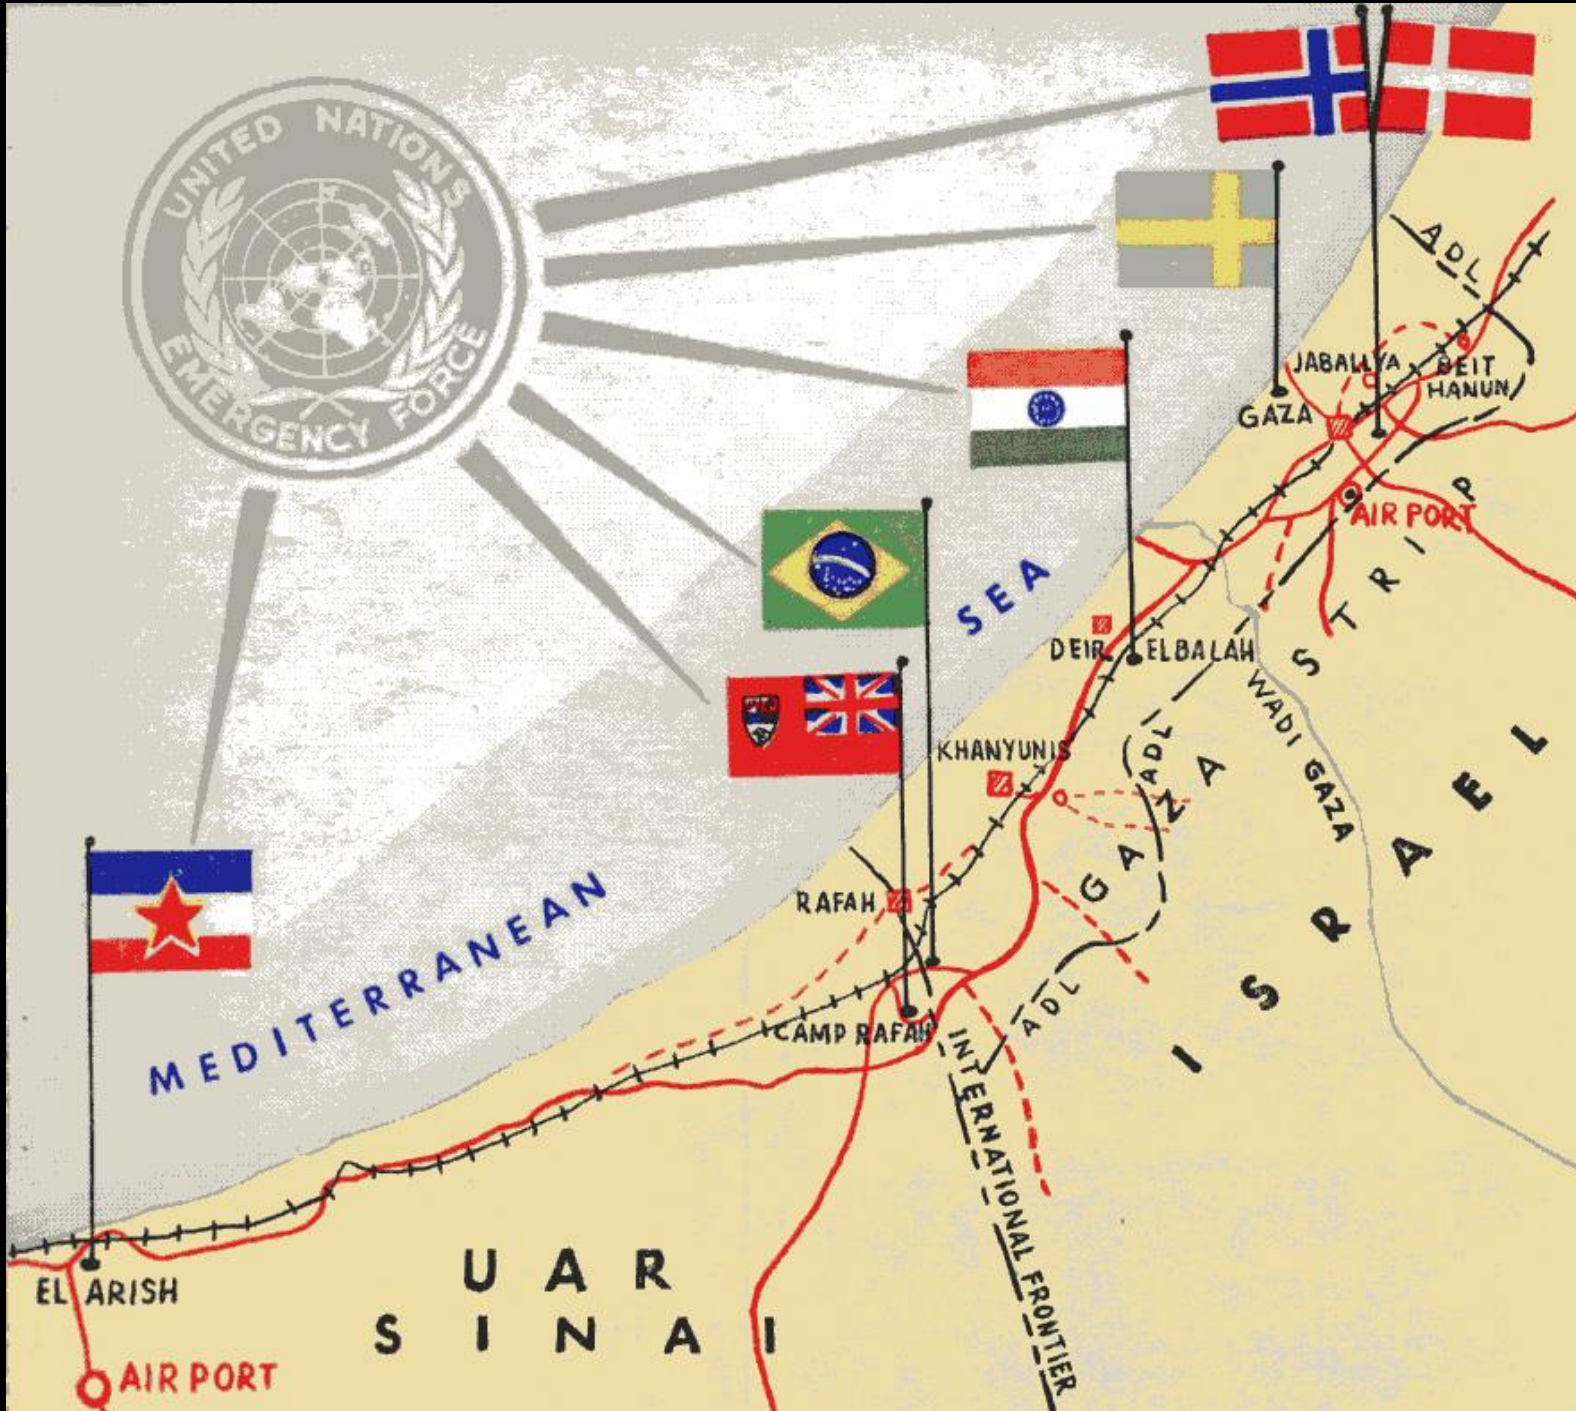 UNITED NATIONS
EMERGENCY FORCE
ADL
JABALLYA
BEIT
HANUN
GAZA
AIR PORT
SEA
DEIR ELBALAH
GAZA STRIP
WADI GAZA
KHANYUNIS
ADL
ISRAEL
RAFAH
MEDITERRANEAN
ADL
CAMP RAFAH
INTERNATIONAL FRONTIER
EL ARISH
UAR
SINAI
AIR PORT